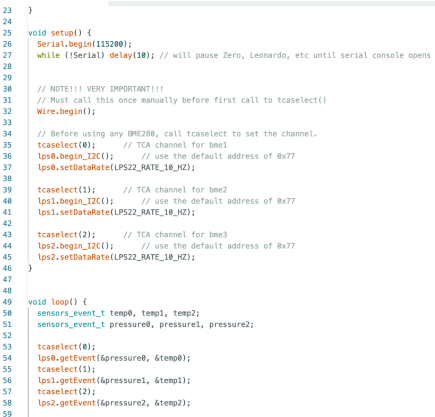 23 }
24
25 void setup() {
26 Serial.begin(115200);
27 while (!Serial) delay(10); // will pause Zero, Leonardo, etc until serial console opens
28
29
30 // NOTE!!! VERY IMPORTANT!!!
31 // Must call this once manually before first call to tcaselect()
32 Wire.begin();
33
34 // Before using any BME280, call tcaselect to set the channel.
35 tcaselect(0); // TCA channel for bme1
36 lps0.begin_I2C(); // use the default address of 0x77
37 lps0.setDataRate(LPS22_RATE_10_HZ);
38
39 tcaselect(1); // TCA channel for bme2
40 lps1.begin_I2C(); // use the default address of 0x77
41 lps1.setDataRate(LPS22_RATE_10_HZ);
42
43 tcaselect(2); // TCA channel for bme3
44 lps2.begin_I2C(); // use the default address of 0x77
45 lps2.setDataRate(LPS22_RATE_10_HZ);
46 }
47
48
49 void loop() {
50 sensors_event_t temp0, temp1, temp2;
51 sensors_event_t pressure0, pressure1, pressure2;
52
53 tcaselect(0);
54 lps0.getEvent(&pressure0, &temp0);
55 tcaselect(1);
56 lps1.getEvent(&pressure1, &temp1);
57 tcaselect(2);
58 lps2.getEvent(&pressure2, &temp2);
59